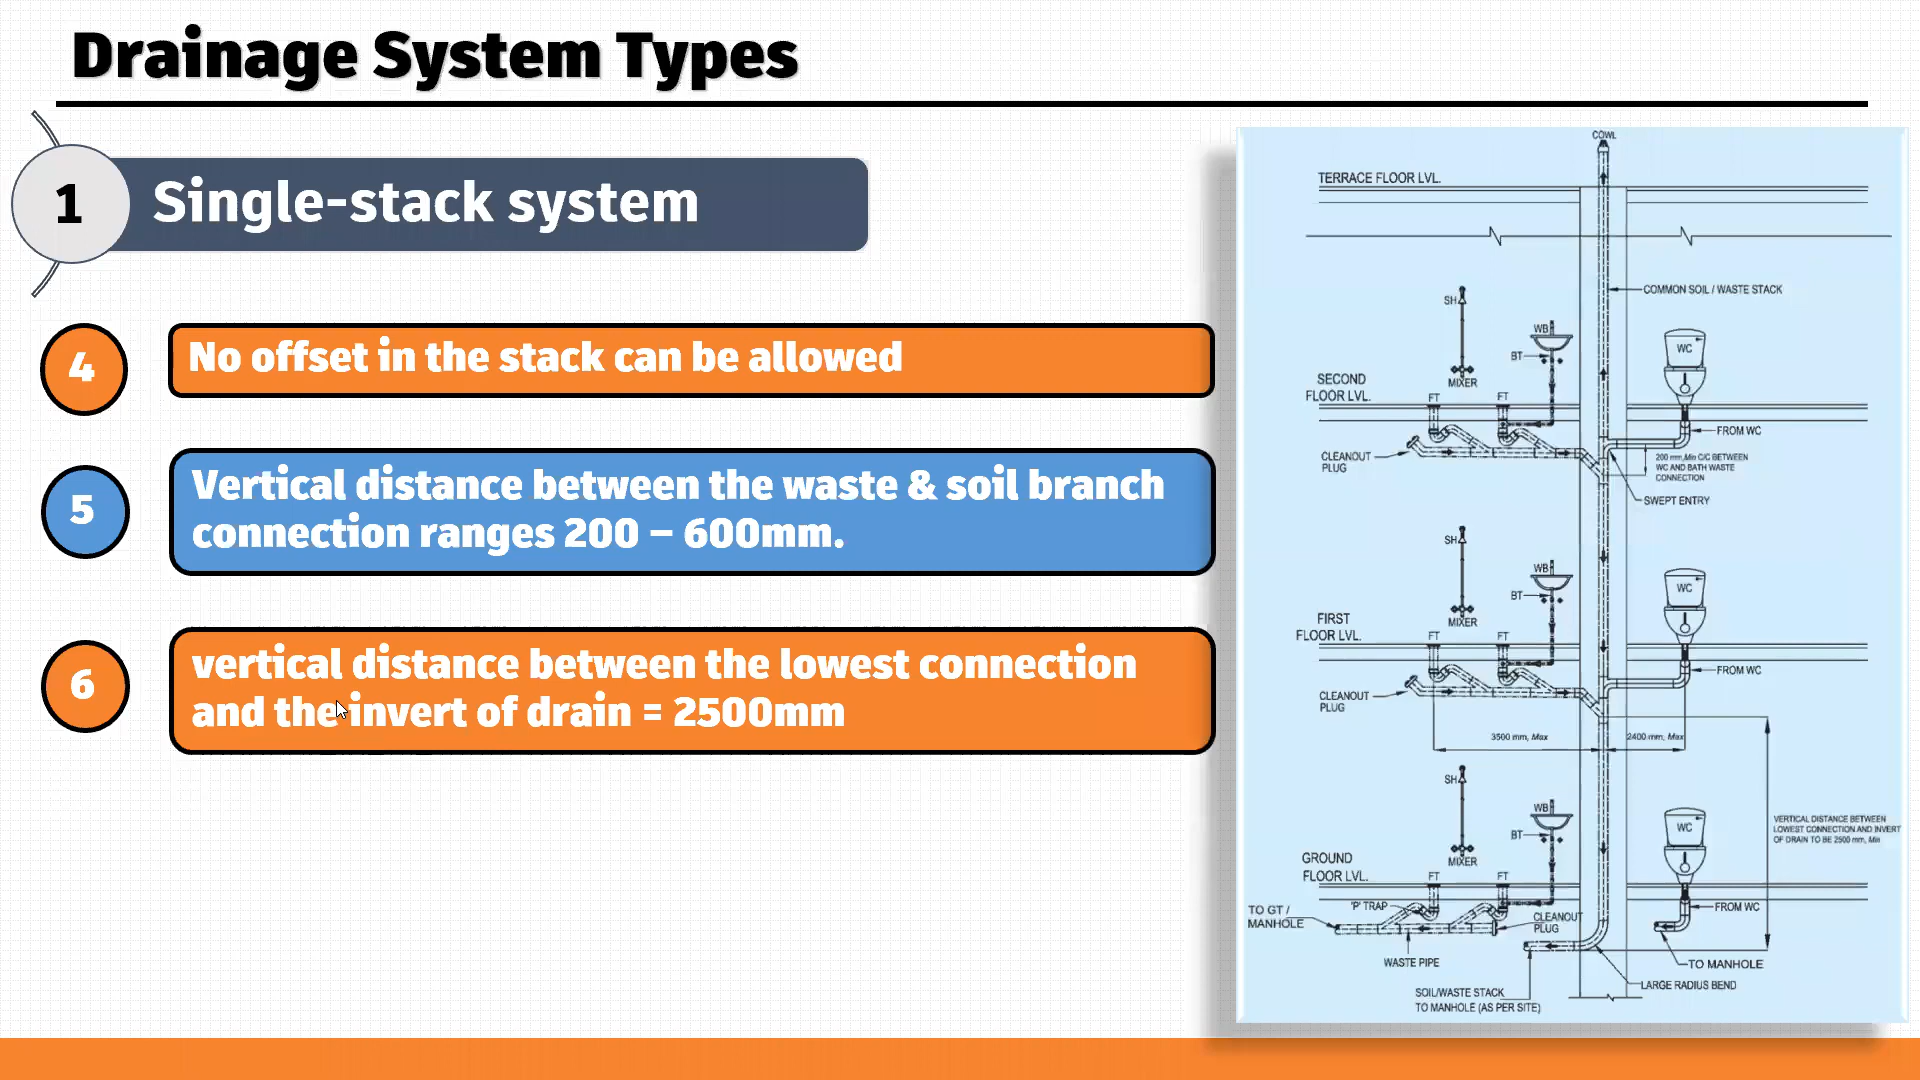 Drainage System Types
1
Single-stack system
4
No offset in the stack can be allowed
5
Vertical distance between the waste & soil branch
connection ranges 200 – 600mm.
6
vertical distance between the lowest connection
and the invert of drain = 2500mm
COWL
TERRACE FLOOR LVL.
COMMON SOIL / WASTE STACK
SH
WB
WC
BT
MIXER
SECOND
FLOOR LVL.
FT
FT
FROM WC
CLEANOUT
PLUG
200 mm,Min C/C BETWEEN
WC AND BATH WASTE
CONNECTION
SWEPT ENTRY
SH
WB
WC
BT
MIXER
FIRST
FLOOR LVL.
FT
FT
FROM WC
CLEANOUT
PLUG
3500 mm, Max
2400 mm, Max
SH
WB
WC
BT
VERTICAL DISTANCE BETWEEN
LOWEST CONNECTION AND INVERT
OF DRAIN TO BE 2500 mm, Min
MIXER
GROUND
FLOOR LVL.
FT
FT
'P' TRAP
FROM WC
TO GT /
MANHOLE
CLEANOUT
PLUG
WASTE PIPE
TO MANHOLE
LARGE RADIUS BEND
SOIL/WASTE STACK
TO MANHOLE (AS PER SITE)